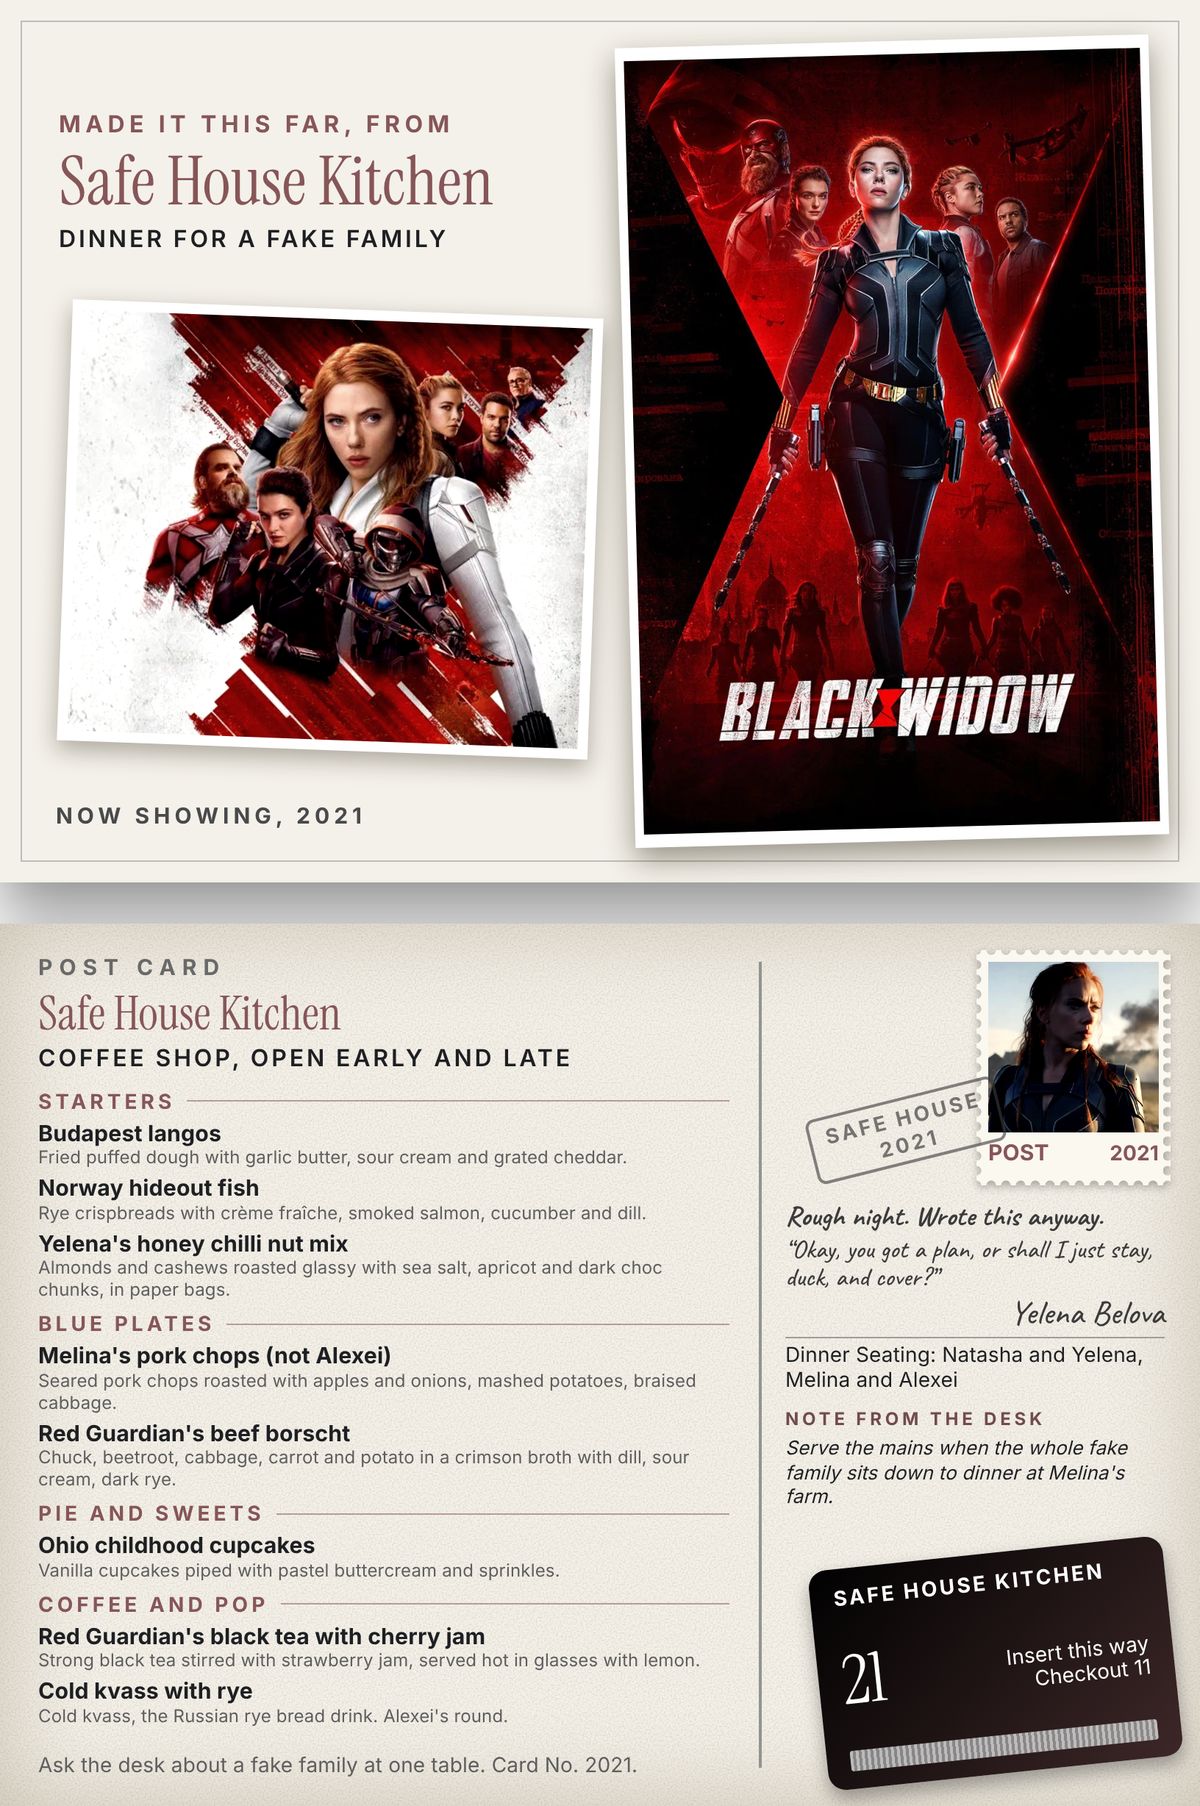 MADE IT THIS FAR, FROM
Safe House Kitchen
DINNER FOR A FAKE FAMILY
BLACK WIDOW
NOW SHOWING, 2021
POST CARD
Safe House Kitchen
COFFEE SHOP, OPEN EARLY AND LATE
STARTERS
Budapest langos
Fried puffed dough with garlic butter, sour cream and grated cheddar.
Norway hideout fish
Rye crispbreads with crème fraîche, smoked salmon, cucumber and dill.
Yelena's honey chilli nut mix
Almonds and cashews roasted glassy with sea salt, apricot and dark choc
chunks, in paper bags.
BLUE PLATES
Melina's pork chops (not Alexei)
Seared pork chops roasted with apples and onions, mashed potatoes, braised
cabbage.
Red Guardian's beef borscht
Chuck, beetroot, cabbage, carrot and potato in a crimson broth with dill, sour
cream, dark rye.
PIE AND SWEETS
Ohio childhood cupcakes
Vanilla cupcakes piped with pastel buttercream and sprinkles.
COFFEE AND POP
Red Guardian's black tea with cherry jam
Strong black tea stirred with strawberry jam, served hot in glasses with lemon.
Cold kvass with rye
Cold kvass, the Russian rye bread drink. Alexei's round.
Ask the desk about a fake family at one table. Card No. 2021.
SAFE HOUSE
2021
POST 2021
Rough night. Wrote this anyway.
“Okay, you got a plan, or shall I just stay,
duck, and cover?”
Yelena Belova
Dinner Seating: Natasha and Yelena,
Melina and Alexei
NOTE FROM THE DESK
Serve the mains when the whole fake
family sits down to dinner at Melina's
farm.
SAFE HOUSE KITCHEN
21
Insert this way
Checkout 11